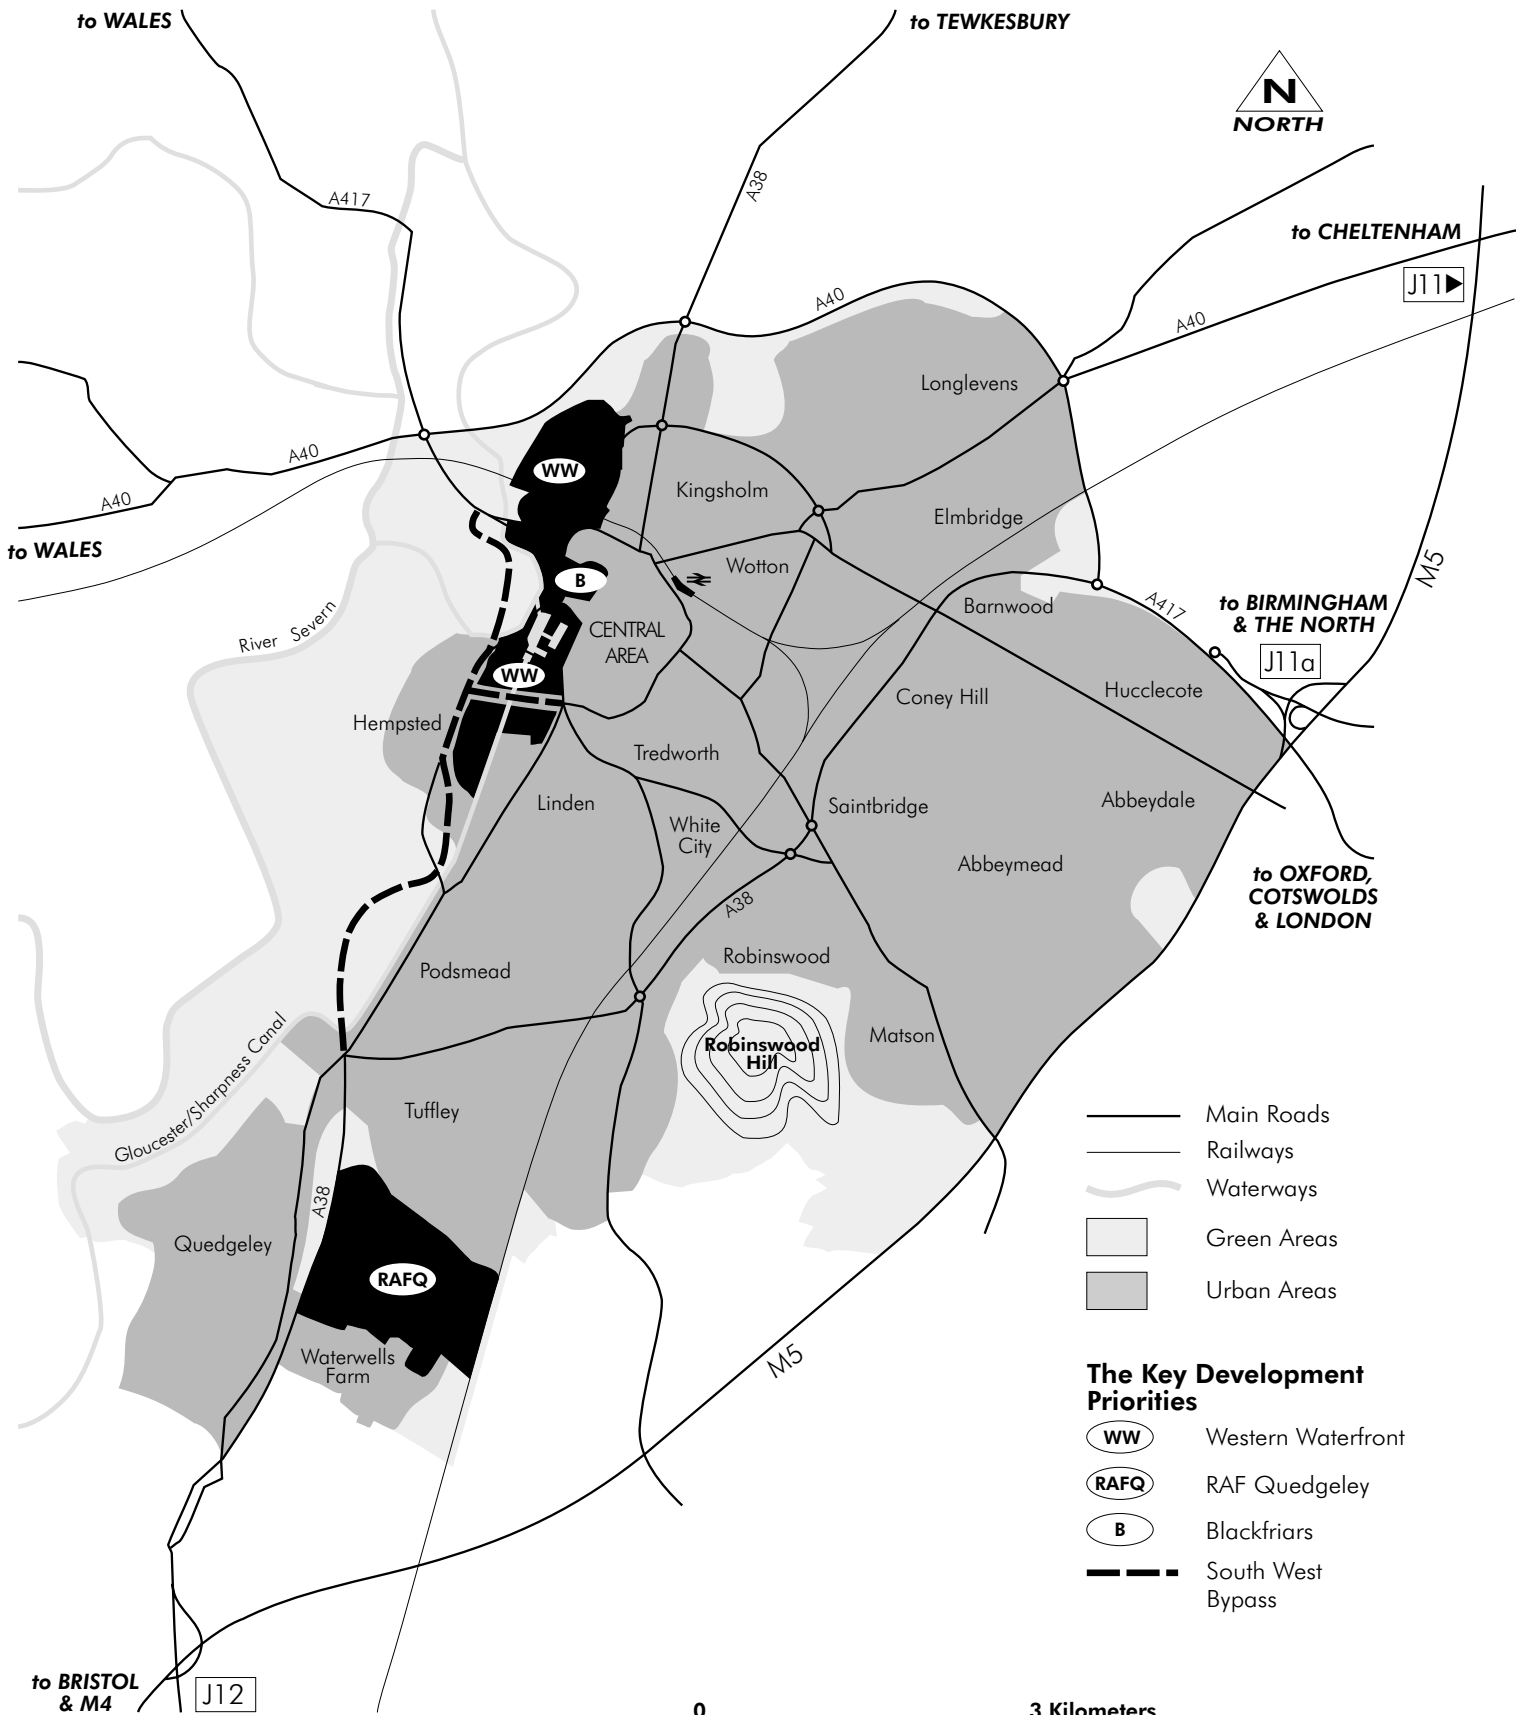 to WALES
to TEWKESBURY
N
NORTH
A417
A38
to CHELTENHAM
J11
A40
A40
Longlevens
A40
WW
Kingsholm
A40
Elmbridge
to WALES
M5
Wotton
B
A417
Barnwood
to BIRMINGHAM
& THE NORTH
River Severn
CENTRAL
AREA
J11a
WW
Coney Hill
Hucclecote
Hempsted
Tredworth
Linden
Saintbridge
Abbeydale
White
City
Abbeymead
to OXFORD,
COTSWOLDS
& LONDON
A38
Robinswood
Podsmead
Matson
Robinswood
Hill
Gloucester/Sharpness Canal
Tuffley
Main Roads
Railways
Waterways
A38
Quedgeley
Green Areas
RAFQ
Urban Areas
Waterwells
Farm
M5
The Key Development
Priorities
WW
Western Waterfront
RAFQ
RAF Quedgeley
B
Blackfriars
South West
Bypass
to BRISTOL
& M4
J12
0
3 Kilometers